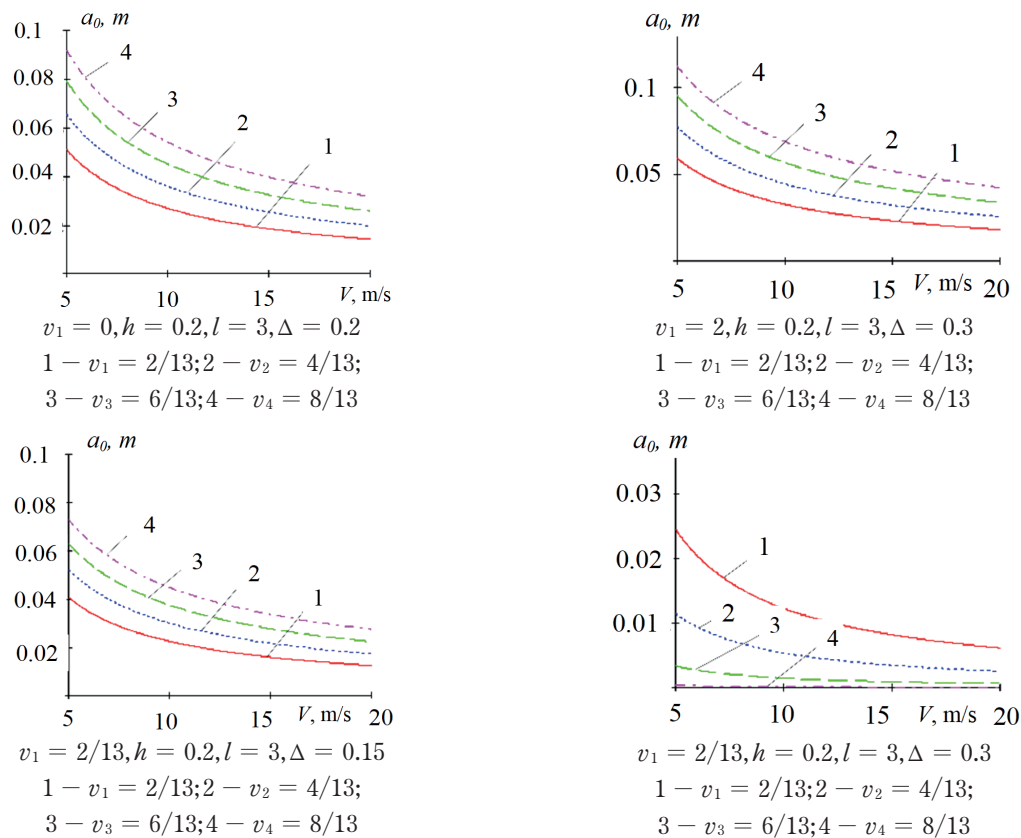 a₀, m
0.1
0.08
0.06
0.04
0.02
4
3
2
1
5
10
15
V, m/s
v₁ = 0, h = 0.2, l = 3, Δ = 0.2
1 − v₁ = 2/13; 2 − v₂ = 4/13;
3 − v₃ = 6/13; 4 − v₄ = 8/13
a₀, m
0.1
0.05
4
3
2
1
5
10
15
V, m/s
20
v₁ = 2, h = 0.2, l = 3, Δ = 0.3
1 − v₁ = 2/13; 2 − v₂ = 4/13;
3 − v₃ = 6/13; 4 − v₄ = 8/13
a₀, m
0.1
0.08
0.06
0.04
0.02
4
3
2
1
5
10
15
V, m/s
20
v₁ = 2/13, h = 0.2, l = 3, Δ = 0.15
1 − v₁ = 2/13; 2 − v₂ = 4/13;
3 − v₃ = 6/13; 4 − v₄ = 8/13
a₀, m
0.03
0.02
0.01
1
2
3
4
5
10
15
V, m/s
20
v₁ = 2/13, h = 0.2, l = 3, Δ = 0.3
1 − v₁ = 2/13; 2 − v₂ = 4/13;
3 − v₃ = 6/13; 4 − v₄ = 8/13